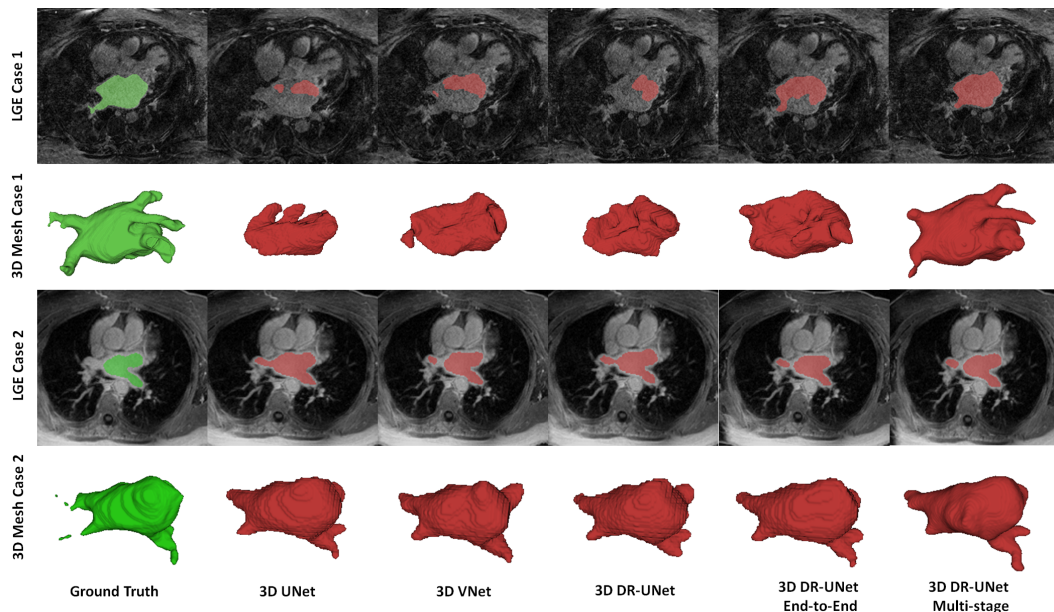 LGE Case 1
3D Mesh Case 1
LGE Case 2
3D Mesh Case 2
Ground Truth
3D UNet
3D VNet
3D DR-UNet
3D DR-UNet
End-to-End
3D DR-UNet
Multi-stage